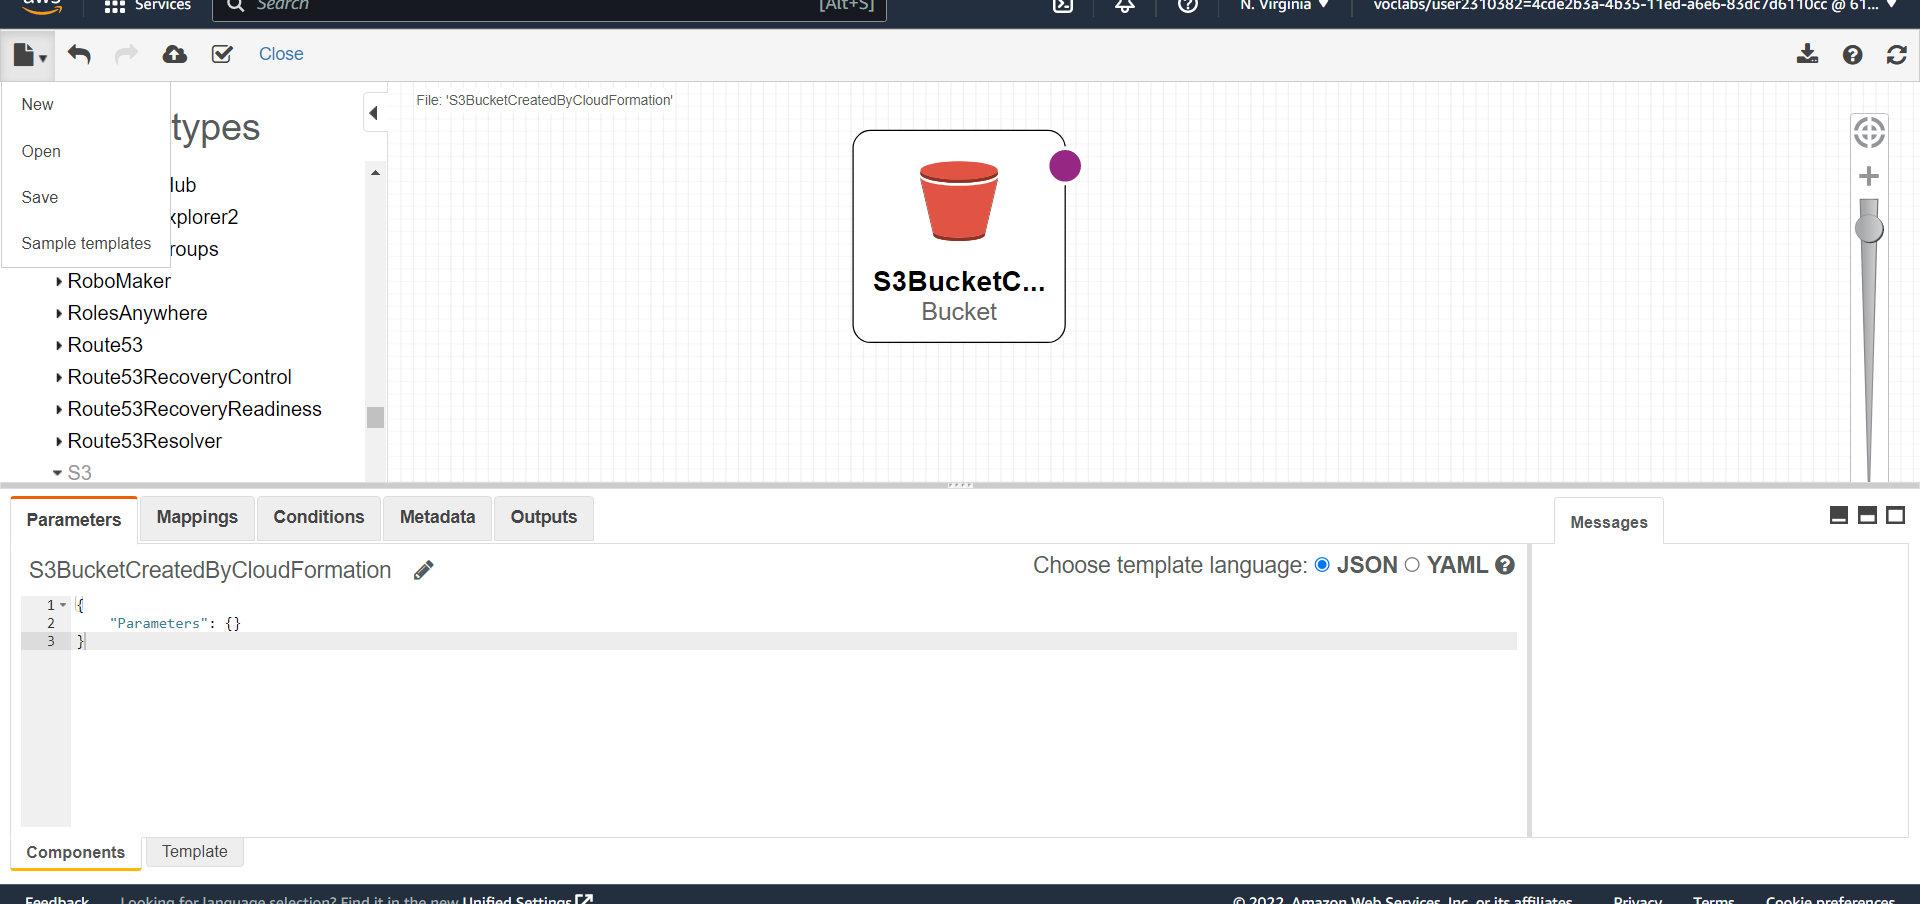 aws Services Search [Alt+S] N. Virginia voclabs/user2310382=4cde2b3a-4b35-11ed-a6e6-83dc7d6110cc @ 61...
Close
New
Open
Save
Sample templates
types
lub
xplorer2
roups
RoboMaker
RolesAnywhere
Route53
Route53RecoveryControl
Route53RecoveryReadiness
Route53Resolver
S3
File: 'S3BucketCreatedByCloudFormation'
S3BucketC...
Bucket
Parameters Mappings Conditions Metadata Outputs
Messages
S3BucketCreatedByCloudFormation
Choose template language: JSON YAML
1 {
2 "Parameters": {}
3 }
Components Template
Feedback Looking for language selection? Find it in the new Unified Settings © 2022, Amazon Web Services, Inc. or its affiliates. Privacy Terms Cookie preferences